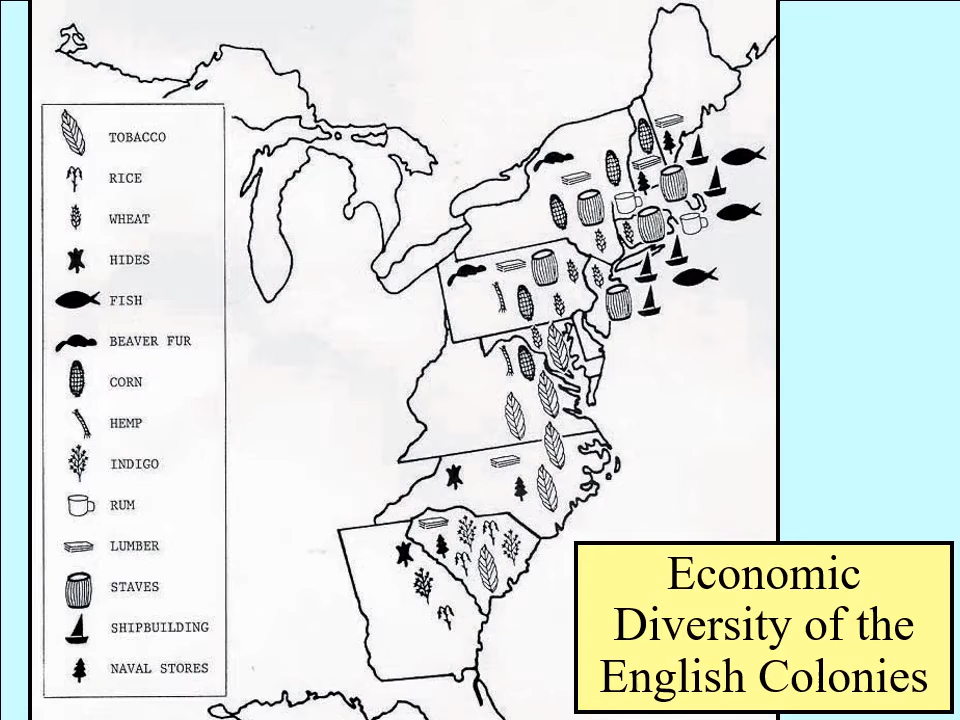 TOBACCO
RICE
WHEAT
HIDES
FISH
BEAVER FUR
CORN
HEMP
INDIGO
RUM
LUMBER
STAVES
SHIPBUILDING
NAVAL STORES
Economic
Diversity of the
English Colonies